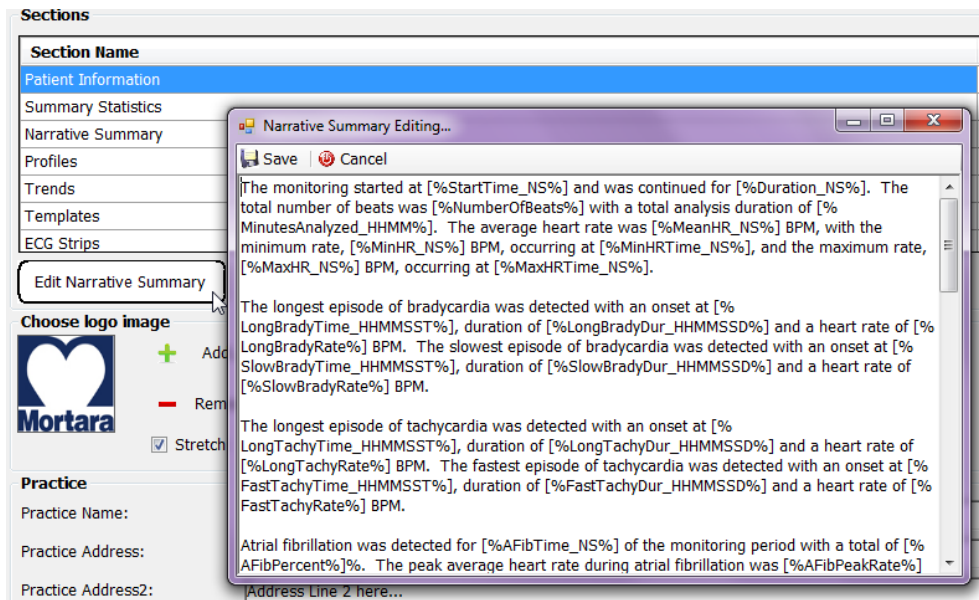 Sections
Section Name
Patient Information
Summary Statistics
Narrative Summary
Profiles
Trends
Templates
ECG Strips
Edit Narrative Summary
Choose logo image
Add
Rem
Mortara
Stretch
Practice
Practice Name:
Practice Address:
Practice Address2:
Address Line 2 here...
Narrative Summary Editing...
Save
Cancel
The monitoring started at [%StartTime_NS%] and was continued for [%Duration_NS%].  The
total number of beats was [%NumberOfBeats%] with a total analysis duration of [%
MinutesAnalyzed_HHMM%].  The average heart rate was [%MeanHR_NS%] BPM, with the
minimum rate, [%MinHR_NS%] BPM, occurring at [%MinHRTime_NS%], and the maximum rate,
[%MaxHR_NS%] BPM, occurring at [%MaxHRTime_NS%].
The longest episode of bradycardia was detected with an onset at [%
LongBradyTime_HHMMSST%], duration of [%LongBradyDur_HHMMSSD%] and a heart rate of [%
LongBradyRate%] BPM.  The slowest episode of bradycardia was detected with an onset at [%
SlowBradyTime_HHMMSST%], duration of [%SlowBradyDur_HHMMSSD%] and a heart rate of
[%SlowBradyRate%] BPM.
The longest episode of tachycardia was detected with an onset at [%
LongTachyTime_HHMMSST%], duration of [%LongTachyDur_HHMMSSD%] and a heart rate of
[%LongTachyRate%] BPM.  The fastest episode of tachycardia was detected with an onset at [%
FastTachyTime_HHMMSST%], duration of [%FastTachyDur_HHMMSSD%] and a heart rate of [%
FastTachyRate%] BPM.
Atrial fibrillation was detected for [%AFibTime_NS%] of the monitoring period with a total of [%
AFibPercent%]%.  The peak average heart rate during atrial fibrillation was [%AFibPeakRate%]